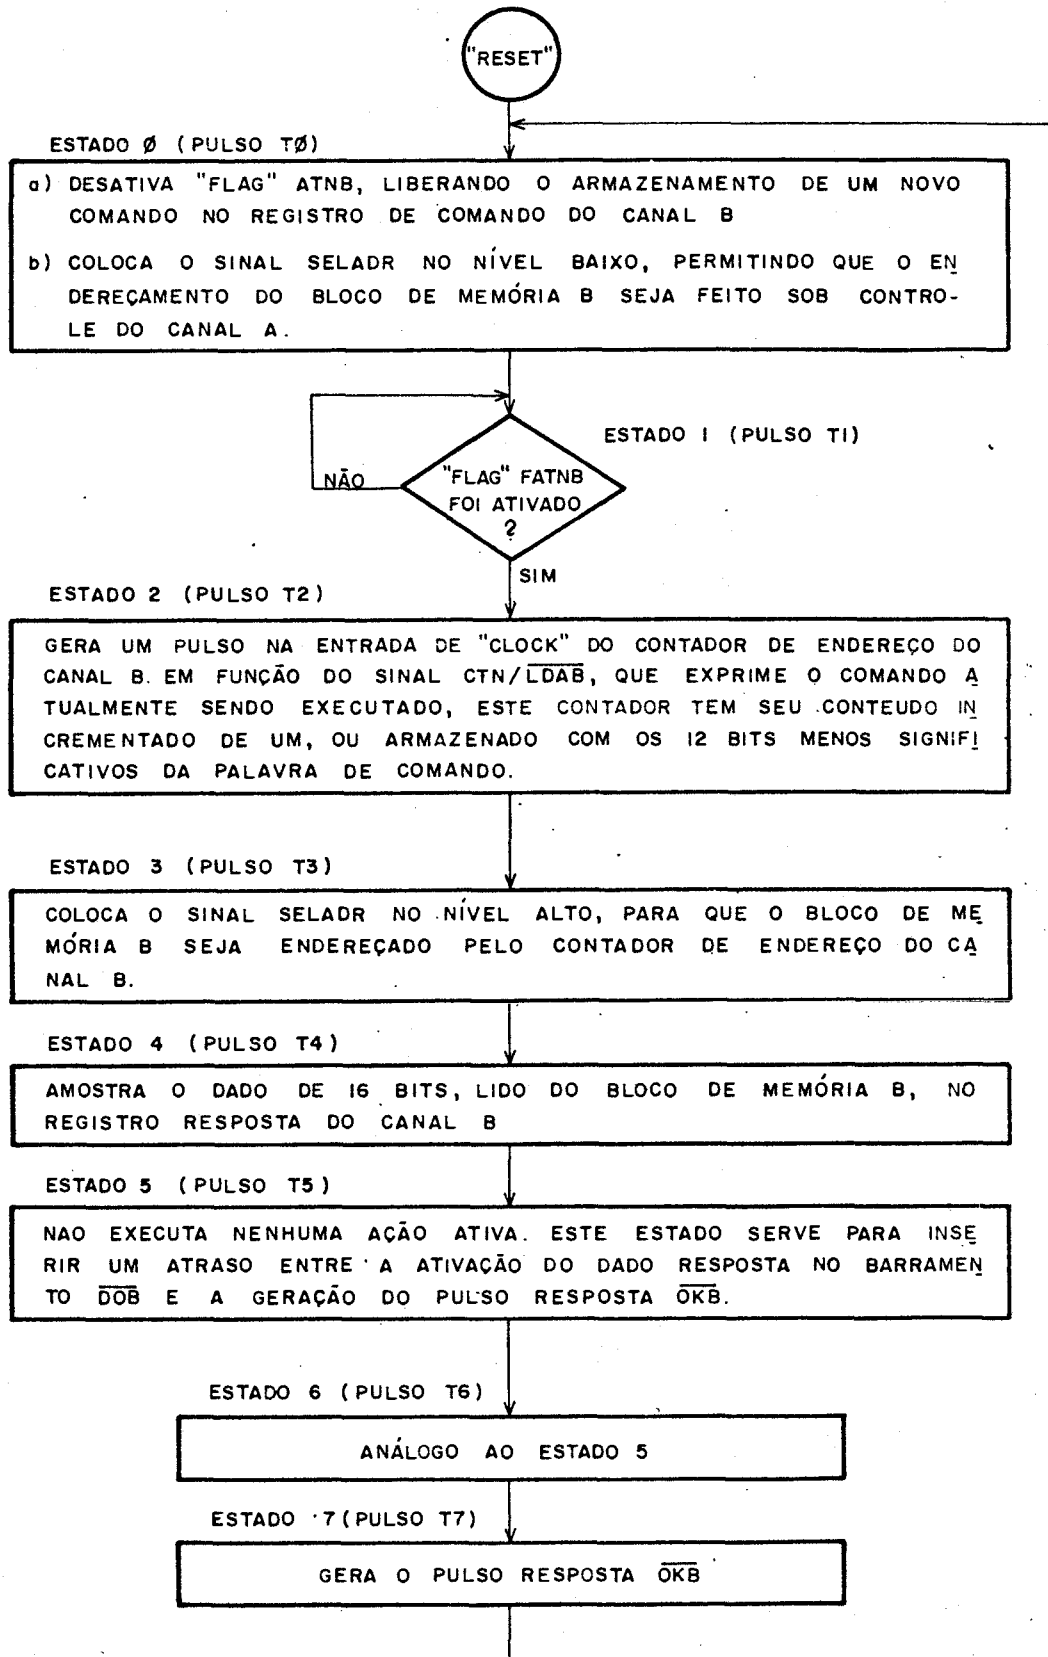 "RESET"
ESTADO Ø (PULSO TØ)
a) DESATIVA "FLAG" ATNB, LIBERANDO O ARMAZENAMENTO DE UM NOVO
COMANDO NO REGISTRO DE COMANDO DO CANAL B
b) COLOCA O SINAL SELADR NO NÍVEL BAIXO, PERMITINDO QUE O EN
DEREÇAMENTO DO BLOCO DE MEMÓRIA B SEJA FEITO SOB CONTRO-
LE DO CANAL A.
ESTADO 1 (PULSO T1)
"FLAG" FATNB
FOI ATIVADO
?
NÃO
SIM
ESTADO 2 (PULSO T2)
GERA UM PULSO NA ENTRADA DE "CLOCK" DO CONTADOR DE ENDEREÇO DO
CANAL B. EM FUNÇÃO DO SINAL CTN/L̅D̅A̅B̅, QUE EXPRIME O COMANDO A
TUALMENTE SENDO EXECUTADO, ESTE CONTADOR TEM SEU CONTEUDO IN
CREMENTADO DE UM, OU ARMAZENADO COM OS 12 BITS MENOS SIGNIFI
CATIVOS DA PALAVRA DE COMANDO.
ESTADO 3 (PULSO T3)
COLOCA O SINAL SELADR NO NÍVEL ALTO, PARA QUE O BLOCO DE ME
MÓRIA B SEJA ENDEREÇADO PELO CONTADOR DE ENDEREÇO DO CA
NAL B.
ESTADO 4 (PULSO T4)
AMOSTRA O DADO DE 16 BITS, LIDO DO BLOCO DE MEMÓRIA B, NO
REGISTRO RESPOSTA DO CANAL B
ESTADO 5 (PULSO T5)
NAO EXECUTA NENHUMA AÇÃO ATIVA. ESTE ESTADO SERVE PARA INSE
RIR UM ATRASO ENTRE A ATIVAÇÃO DO DADO RESPOSTA NO BARRAMEN
TO D̅O̅B̅ E A GERAÇÃO DO PULSO RESPOSTA O̅K̅B̅.
ESTADO 6 (PULSO T6)
ANÁLOGO AO ESTADO 5
ESTADO 7 (PULSO T7)
GERA O PULSO RESPOSTA O̅K̅B̅